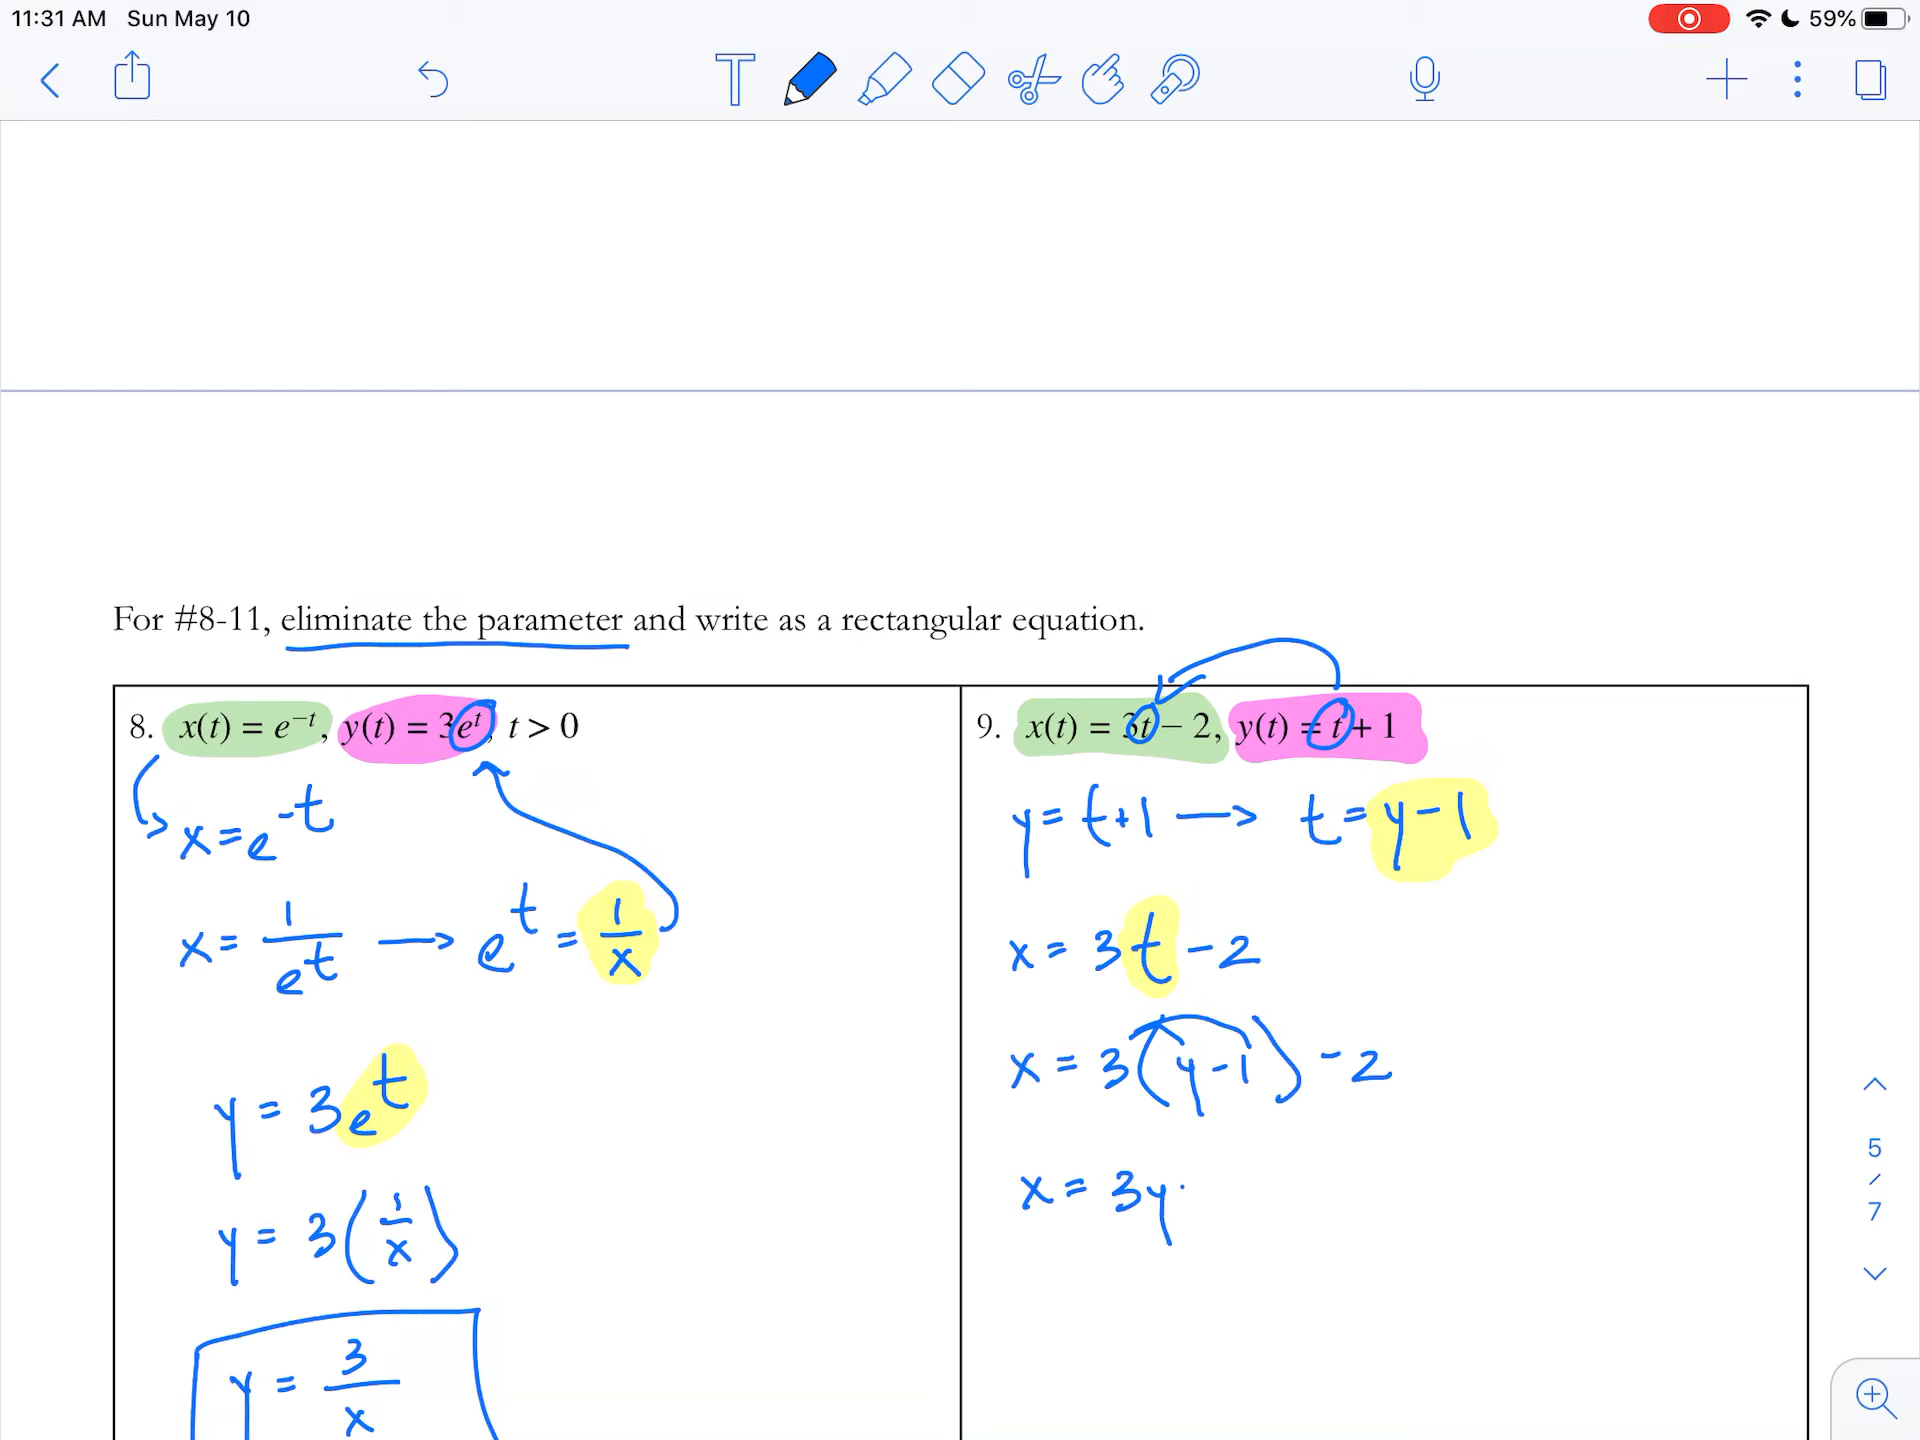 11:31 AM Sun May 10 59%
T
For #8-11, eliminate the parameter and write as a rectangular equation.
8. x(t) = e^{-t}, y(t) = 3e^t, t > 0
x = e^{-t}
x = 1/e^t → e^t = 1/x
y = 3e^t
y = 3(1/x)
y = 3/x
9. x(t) = 3t − 2, y(t) = t + 1
y = t+1 → t = y − 1
x = 3t − 2
x = 3(y − 1) − 2
x = 3y
5
/
7